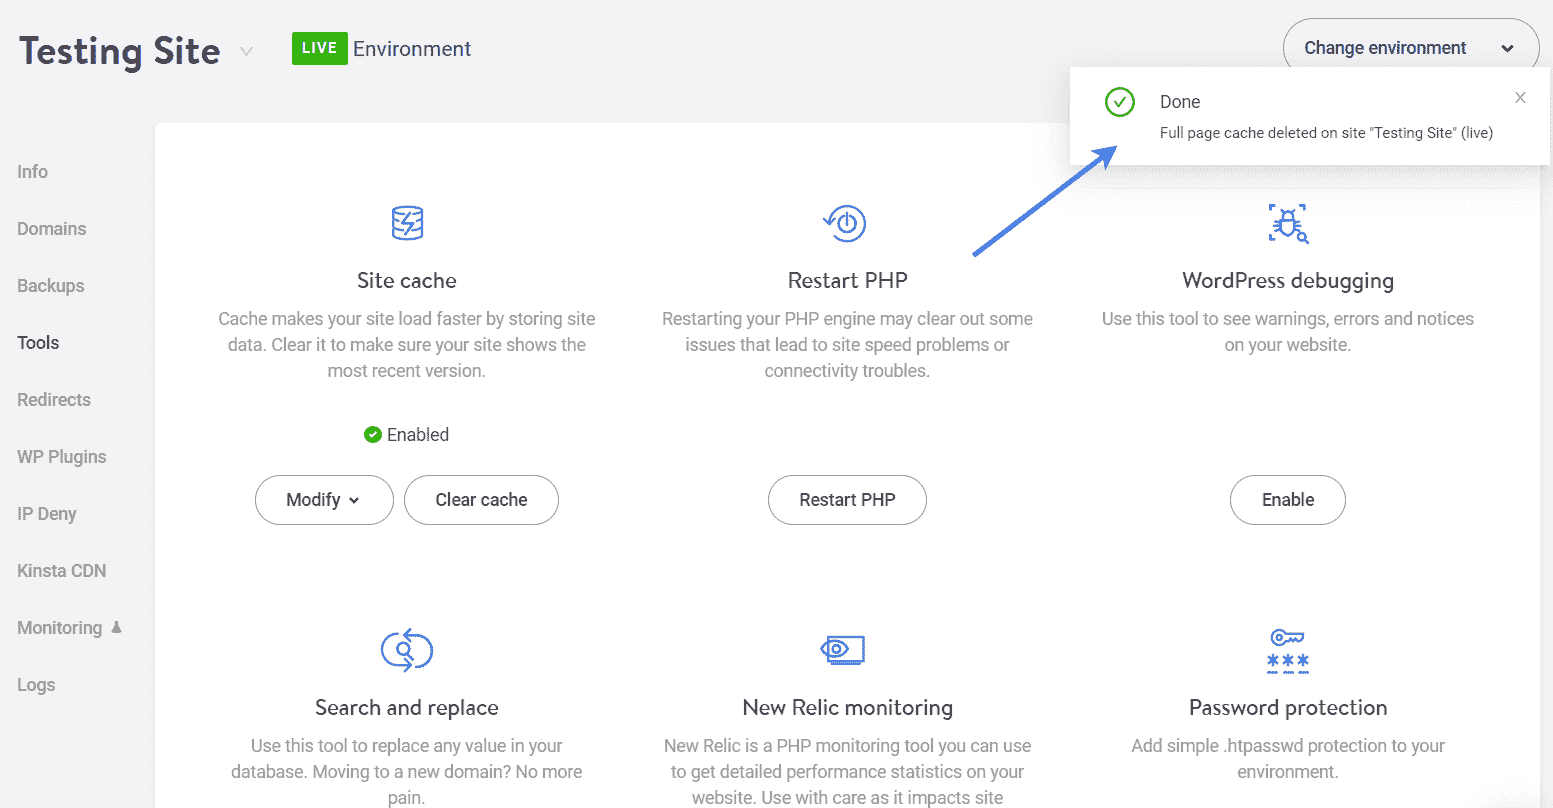 Testing Site
LIVE Environment
Change environment
Done
Full page cache deleted on site "Testing Site" (live)
Info
Domains
Backups
Tools
Redirects
WP Plugins
IP Deny
Kinsta CDN
Monitoring
Logs
Site cache
Cache makes your site load faster by storing site
data. Clear it to make sure your site shows the
most recent version.
Enabled
Modify
Clear cache
Restart PHP
Restarting your PHP engine may clear out some
issues that lead to site speed problems or
connectivity troubles.
Restart PHP
WordPress debugging
Use this tool to see warnings, errors and notices
on your website.
Enable
Search and replace
Use this tool to replace any value in your
database. Moving to a new domain? No more
pain.
New Relic monitoring
New Relic is a PHP monitoring tool you can use
to get detailed performance statistics on your
website. Use with care as it impacts site
Password protection
Add simple .htpasswd protection to your
environment.